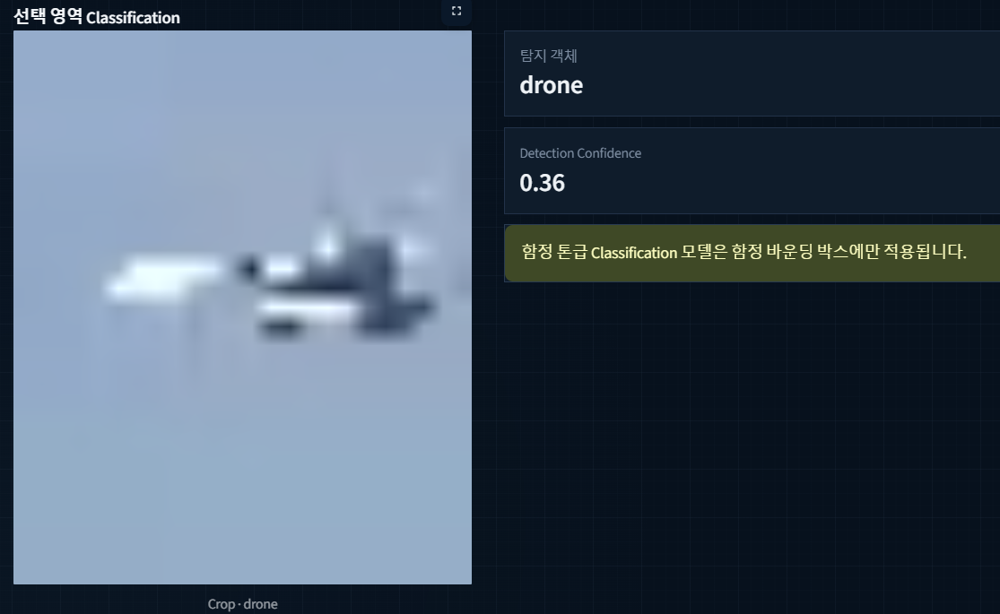 선택 영역 Classification
탐지 객체
drone
Detection Confidence
0.36
함정 톤급 Classification 모델은 함정 바운딩 박스에만 적용됩니다.
Crop · drone